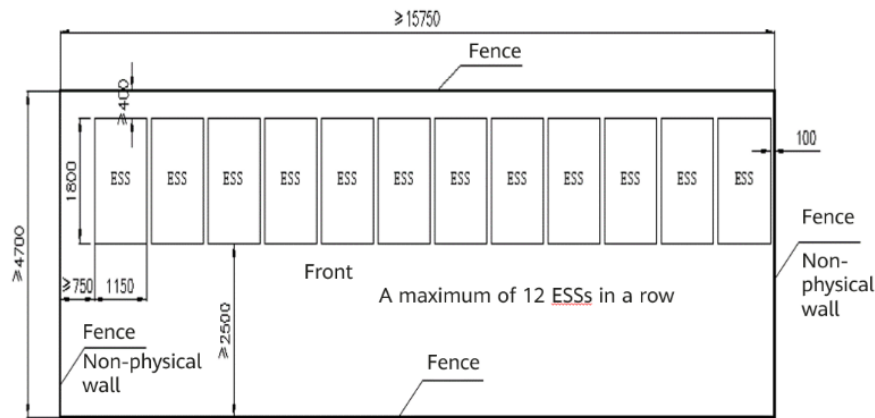 ≥15750
Fence
≥400
ESS ESS ESS ESS ESS ESS ESS ESS ESS ESS ESS ESS
100
1800
≥4700
Fence
Non-
physical
wall
Front
≥750 1150
A maximum of 12 ESSs in a row
≥2500
Fence
Non-physical
wall
Fence